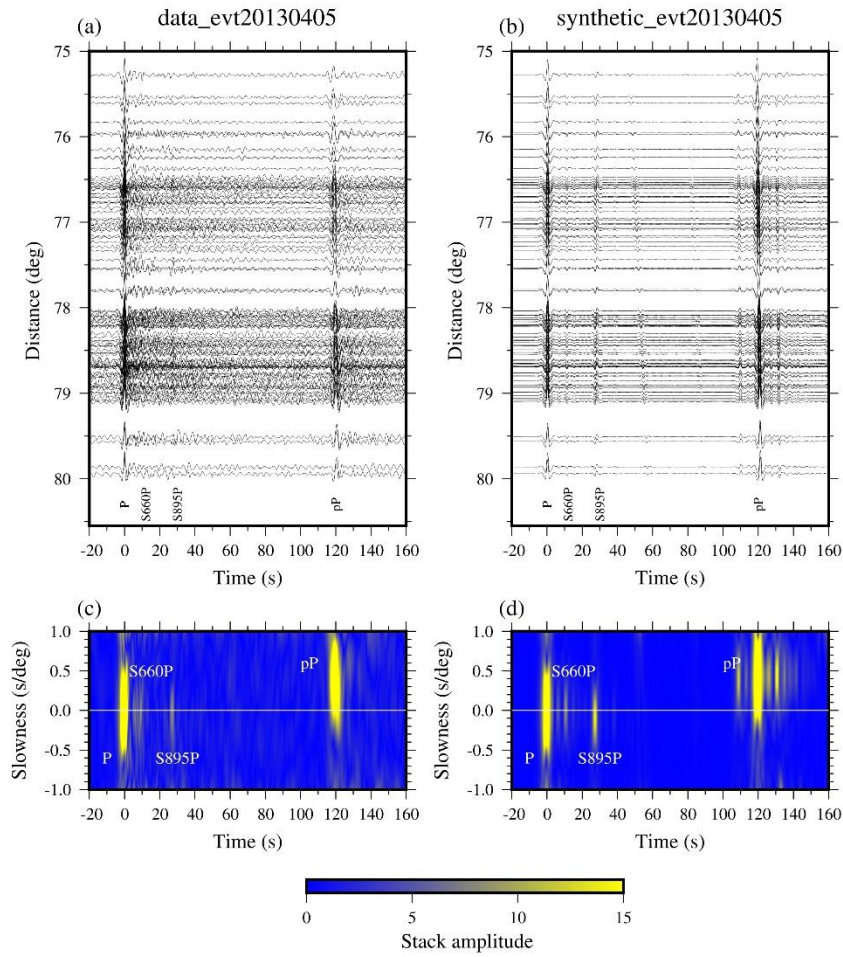 data_evt20130405
synthetic_evt20130405
(a)
(b)
75
76
77
78
79
80
Distance (deg)
P
S660P
S895P
pP
-20 0 20 40 60 80 100 120 140 160
Time (s)
75
76
77
78
79
80
Distance (deg)
P
S660P
S895P
pP
-20 0 20 40 60 80 100 120 140 160
Time (s)
(c)
1.0
0.5
0.0
-0.5
-1.0
Slowness (s/deg)
S660P
pP
P
S895P
-20 0 20 40 60 80 100 120 140 160
Time (s)
(d)
1.0
0.5
0.0
-0.5
-1.0
Slowness (s/deg)
S660P
pP
P
S895P
-20 0 20 40 60 80 100 120 140 160
Time (s)
0 5 10 15
Stack amplitude